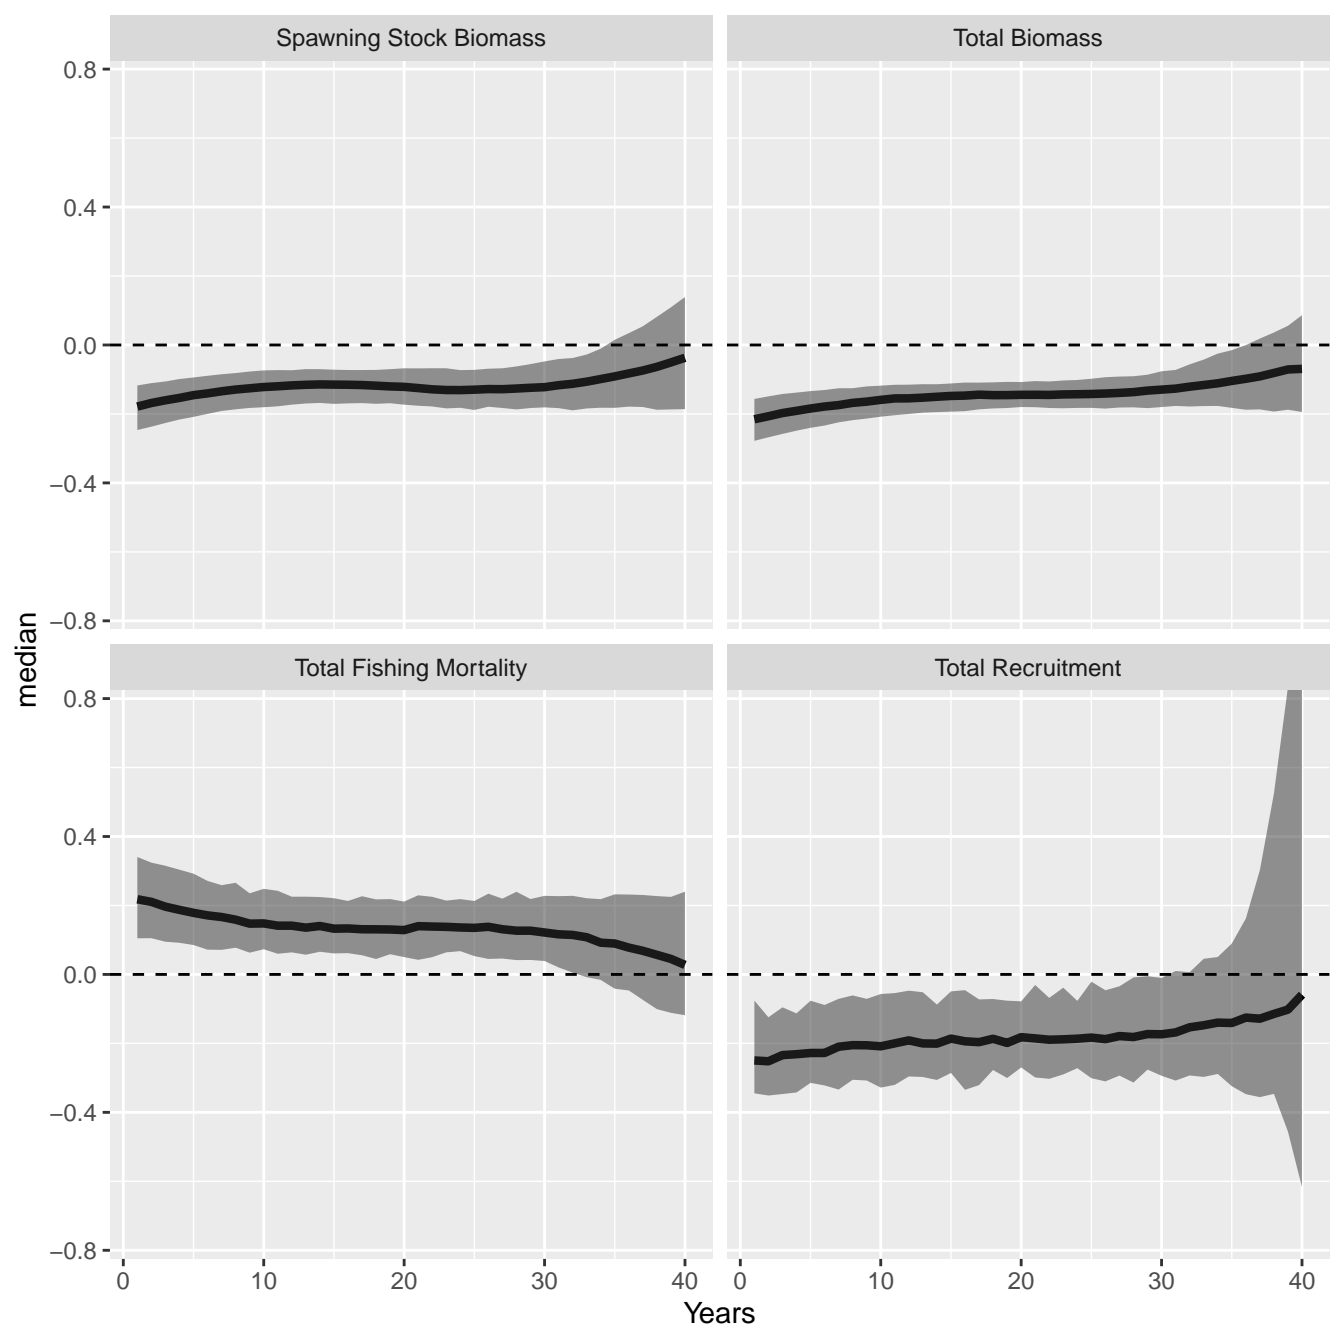 Spawning Stock Biomass
Total Biomass
0.8
0.4
0.0
−0.4
−0.8
Total Fishing Mortality
Total Recruitment
0.8
0.4
0.0
−0.4
−0.8
0 10 20 30 40
0 10 20 30 40
Years
median